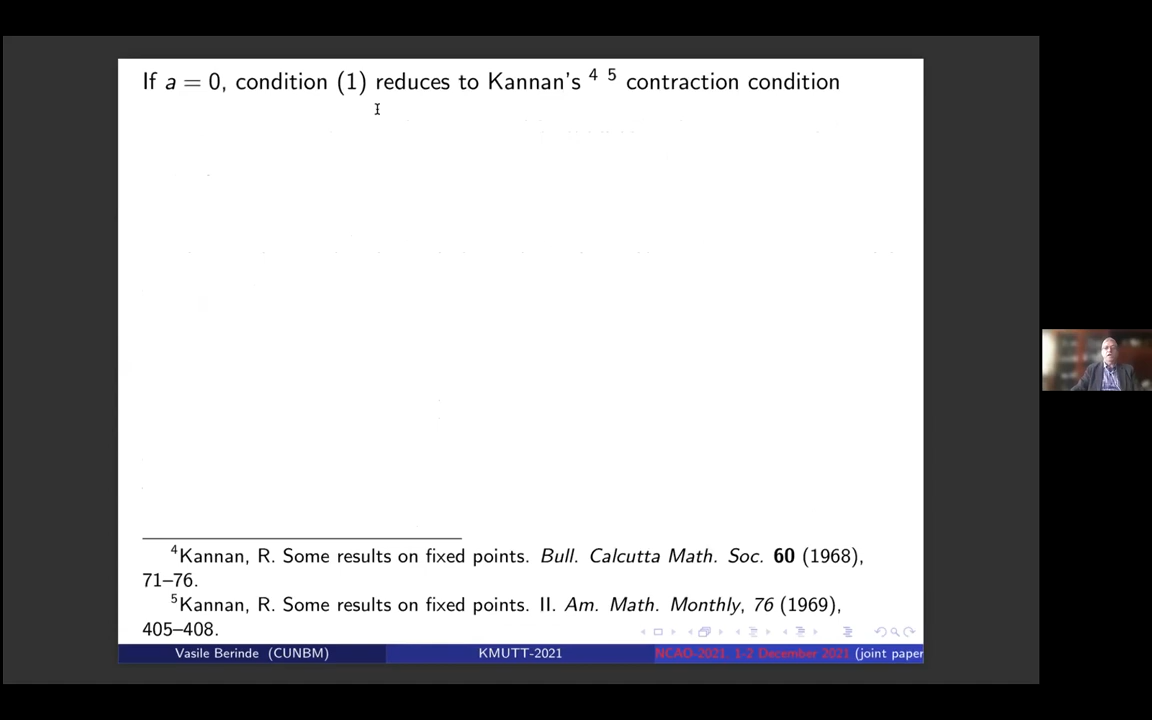 If a = 0, condition (1) reduces to Kannan's 4 5 contraction condition
4Kannan, R. Some results on fixed points. Bull. Calcutta Math. Soc. 60 (1968),
71–76.
5Kannan, R. Some results on fixed points. II. Am. Math. Monthly, 76 (1969),
405–408.
Vasile Berinde (CUNBM) KMUTT-2021 NCAO-2021, 1-2 December 2021 (joint paper